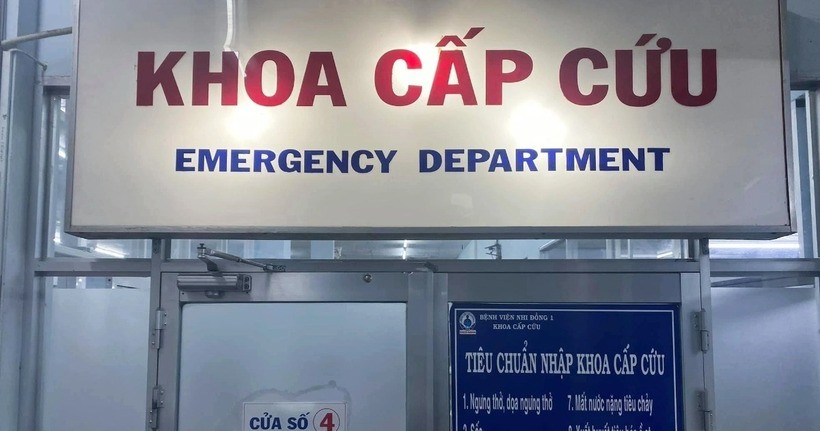 KHOA CẤP CỨU
EMERGENCY DEPARTMENT
BỆNH VIỆN NHI ĐỒNG 1
KHOA CẤP CỨU
TIÊU CHUẨN NHẬP KHOA CẤP CỨU
1. Ngưng thở, dọa ngưng thở
7. Mất nước nặng tiêu chảy
CỬA SỐ 4